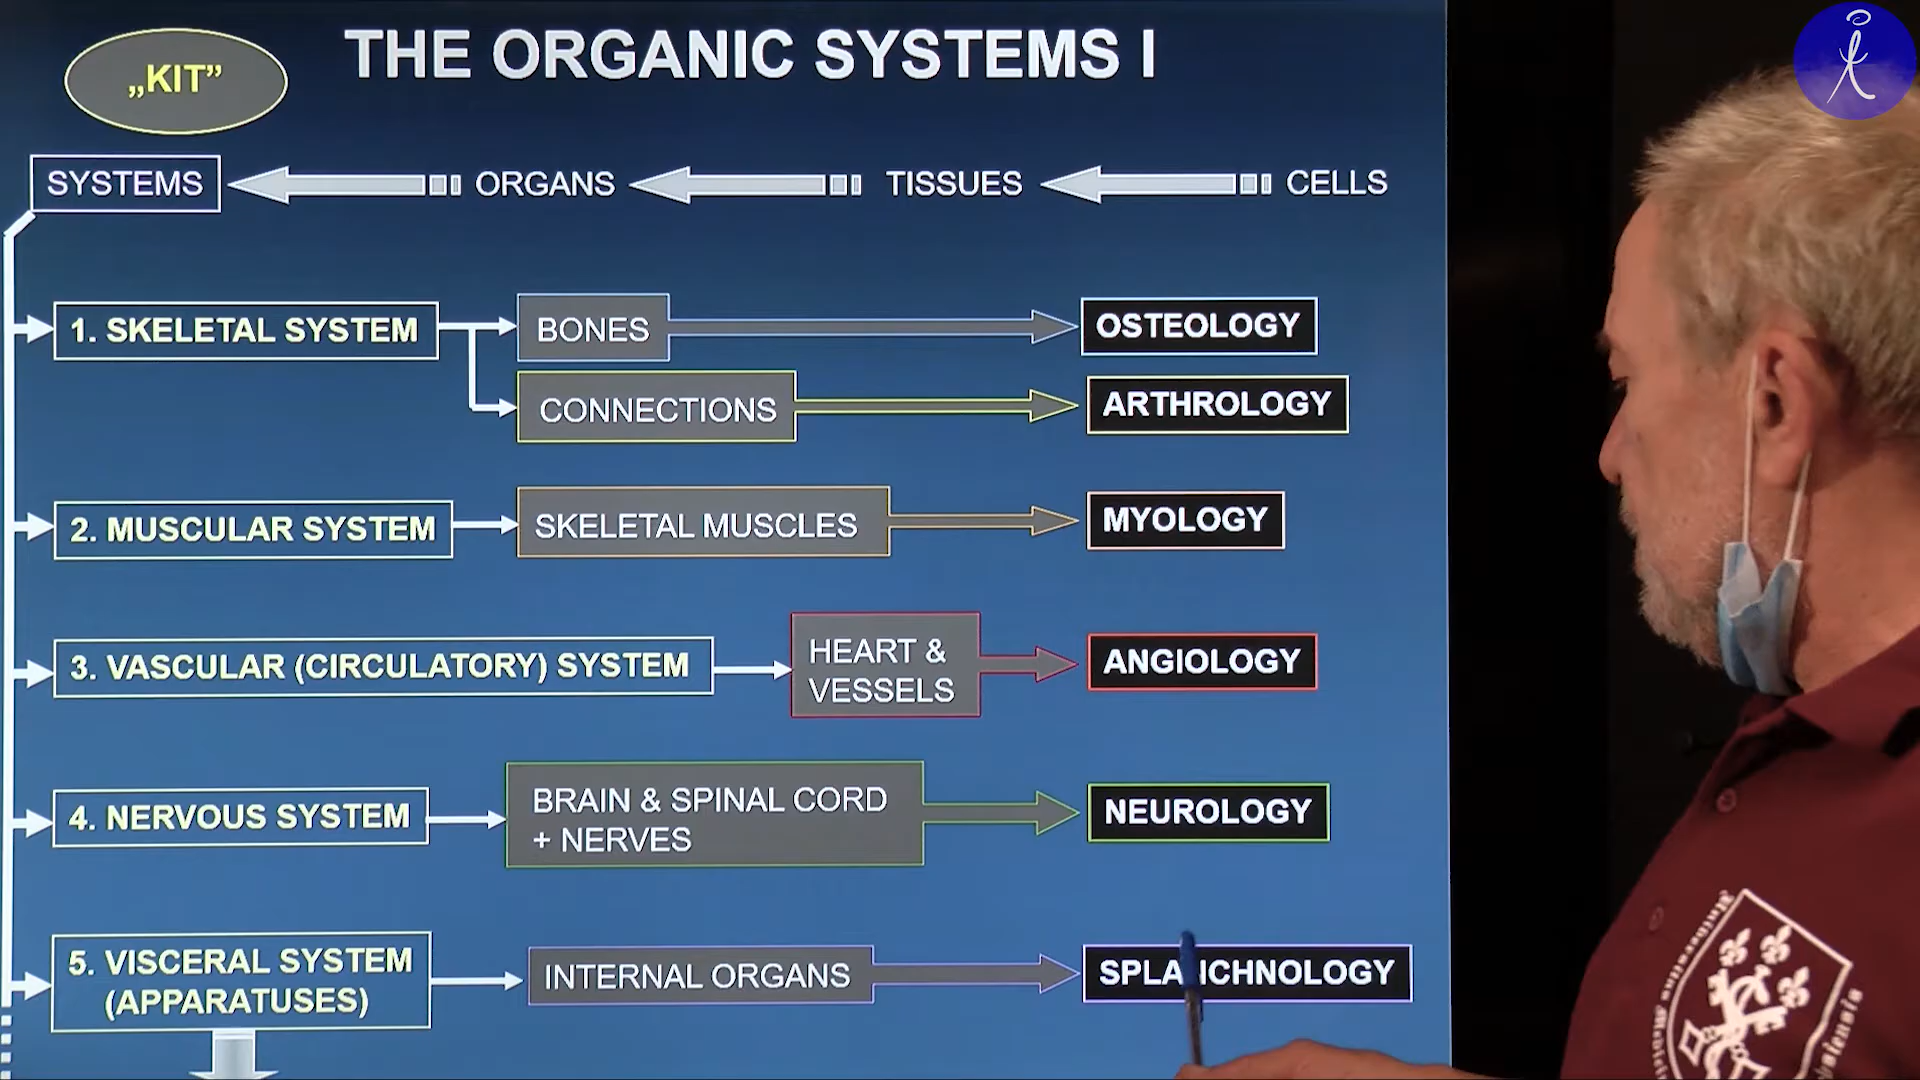 „KIT”
THE ORGANIC SYSTEMS I
SYSTEMS
ORGANS
TISSUES
CELLS
1. SKELETAL SYSTEM
BONES
OSTEOLOGY
CONNECTIONS
ARTHROLOGY
2. MUSCULAR SYSTEM
SKELETAL MUSCLES
MYOLOGY
3. VASCULAR (CIRCULATORY) SYSTEM
HEART &
VESSELS
ANGIOLOGY
4. NERVOUS SYSTEM
BRAIN & SPINAL CORD
+ NERVES
NEUROLOGY
5. VISCERAL SYSTEM
(APPARATUSES)
INTERNAL ORGANS
SPLANCHNOLOGY